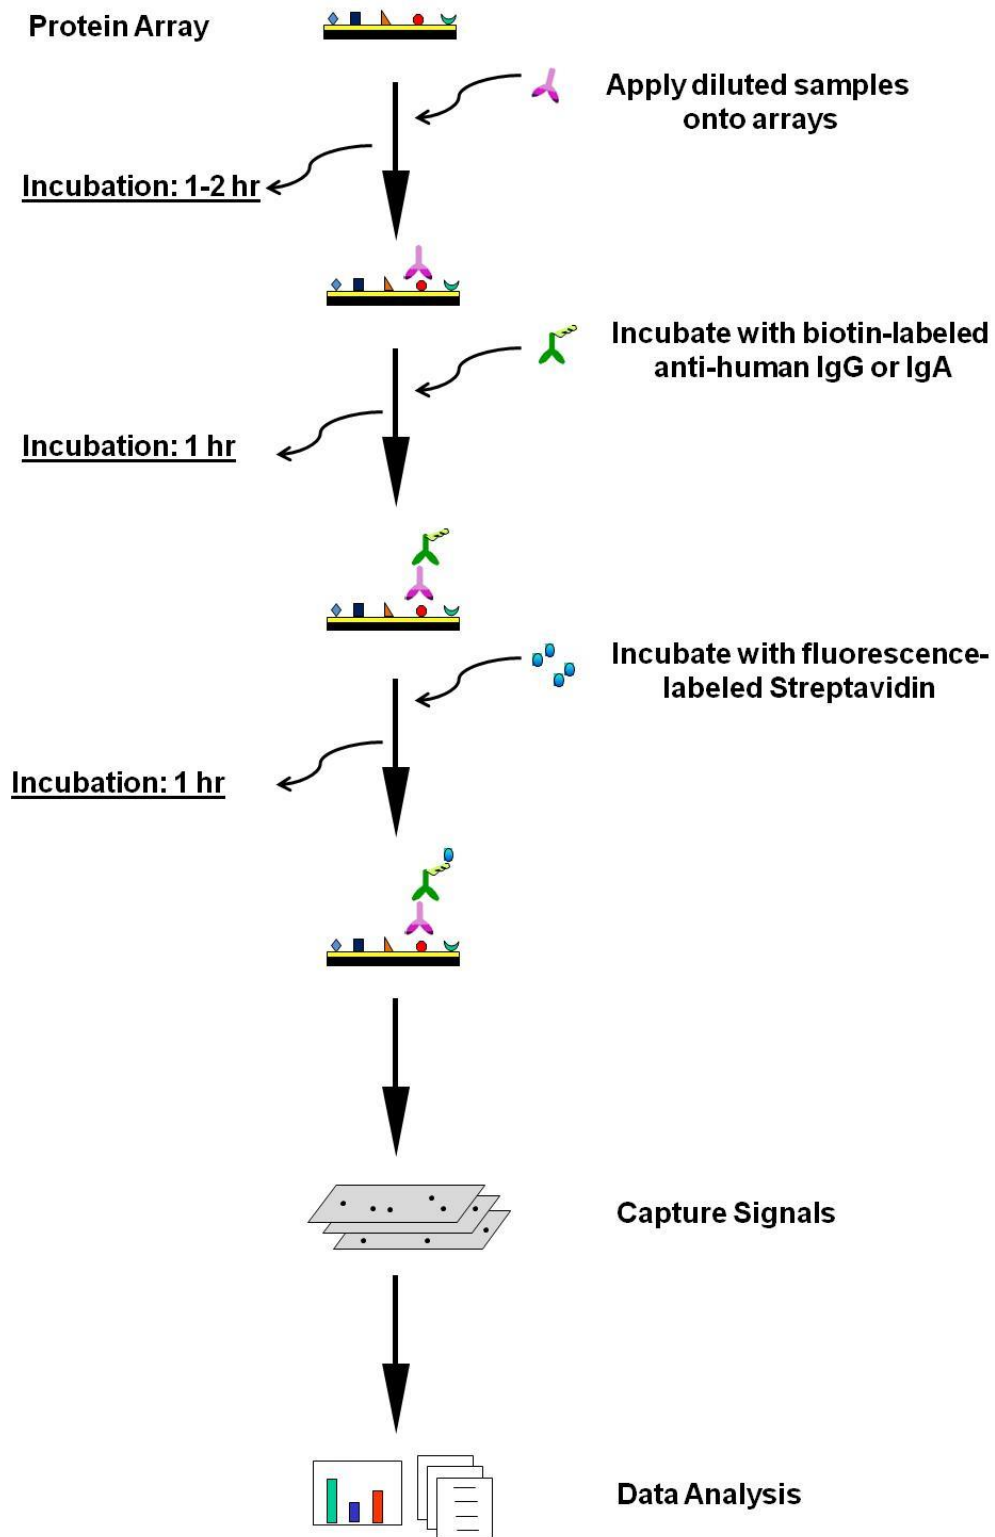 Protein Array
Apply diluted samples
onto arrays
Incubation: 1-2 hr
Incubate with biotin-labeled
anti-human IgG or IgA
Incubation: 1 hr
Incubate with fluorescence-
labeled Streptavidin
Incubation: 1 hr
Capture Signals
Data Analysis